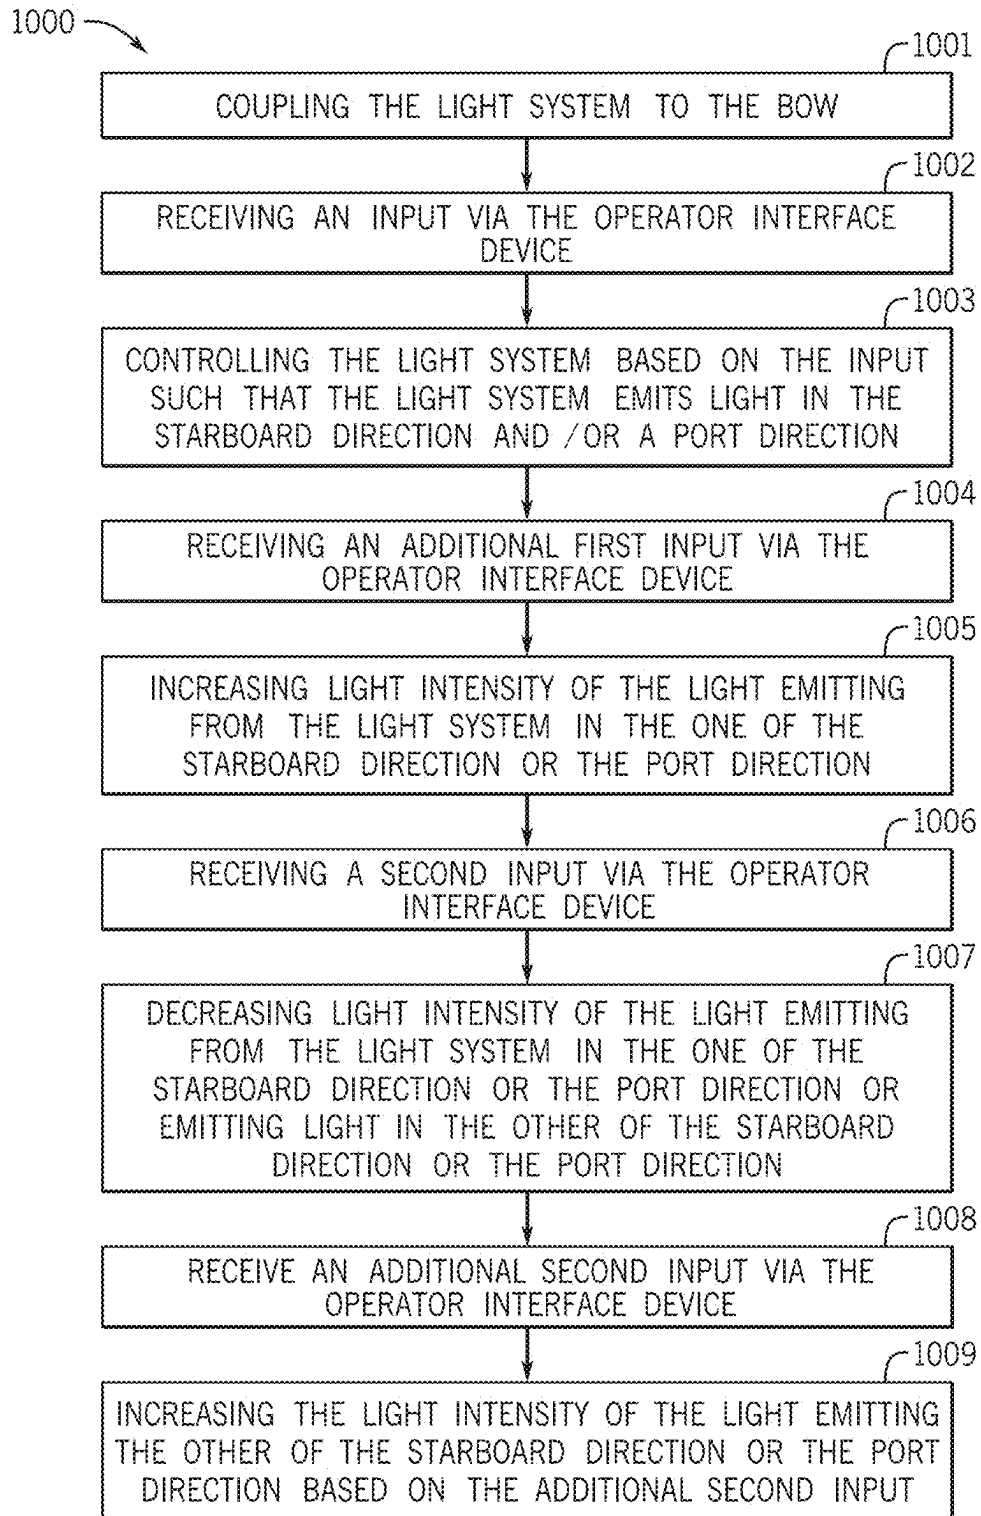 1000
1001
COUPLING THE LIGHT SYSTEM TO THE BOW
1002
RECEIVING AN INPUT VIA THE OPERATOR INTERFACE
DEVICE
1003
CONTROLLING THE LIGHT SYSTEM BASED ON THE INPUT
SUCH THAT THE LIGHT SYSTEM EMITS LIGHT IN THE
STARBOARD DIRECTION AND /OR A PORT DIRECTION
1004
RECEIVING AN ADDITIONAL FIRST INPUT VIA THE
OPERATOR INTERFACE DEVICE
1005
INCREASING LIGHT INTENSITY OF THE LIGHT EMITTING
FROM THE LIGHT SYSTEM IN THE ONE OF THE
STARBOARD DIRECTION OR THE PORT DIRECTION
1006
RECEIVING A SECOND INPUT VIA THE OPERATOR
INTERFACE DEVICE
1007
DECREASING LIGHT INTENSITY OF THE LIGHT EMITTING
FROM THE LIGHT SYSTEM IN THE ONE OF THE
STARBOARD DIRECTION OR THE PORT DIRECTION OR
EMITTING LIGHT IN THE OTHER OF THE STARBOARD
DIRECTION OR THE PORT DIRECTION
1008
RECEIVE AN ADDITIONAL SECOND INPUT VIA THE
OPERATOR INTERFACE DEVICE
1009
INCREASING THE LIGHT INTENSITY OF THE LIGHT EMITTING
THE OTHER OF THE STARBOARD DIRECTION OR THE PORT
DIRECTION BASED ON THE ADDITIONAL SECOND INPUT